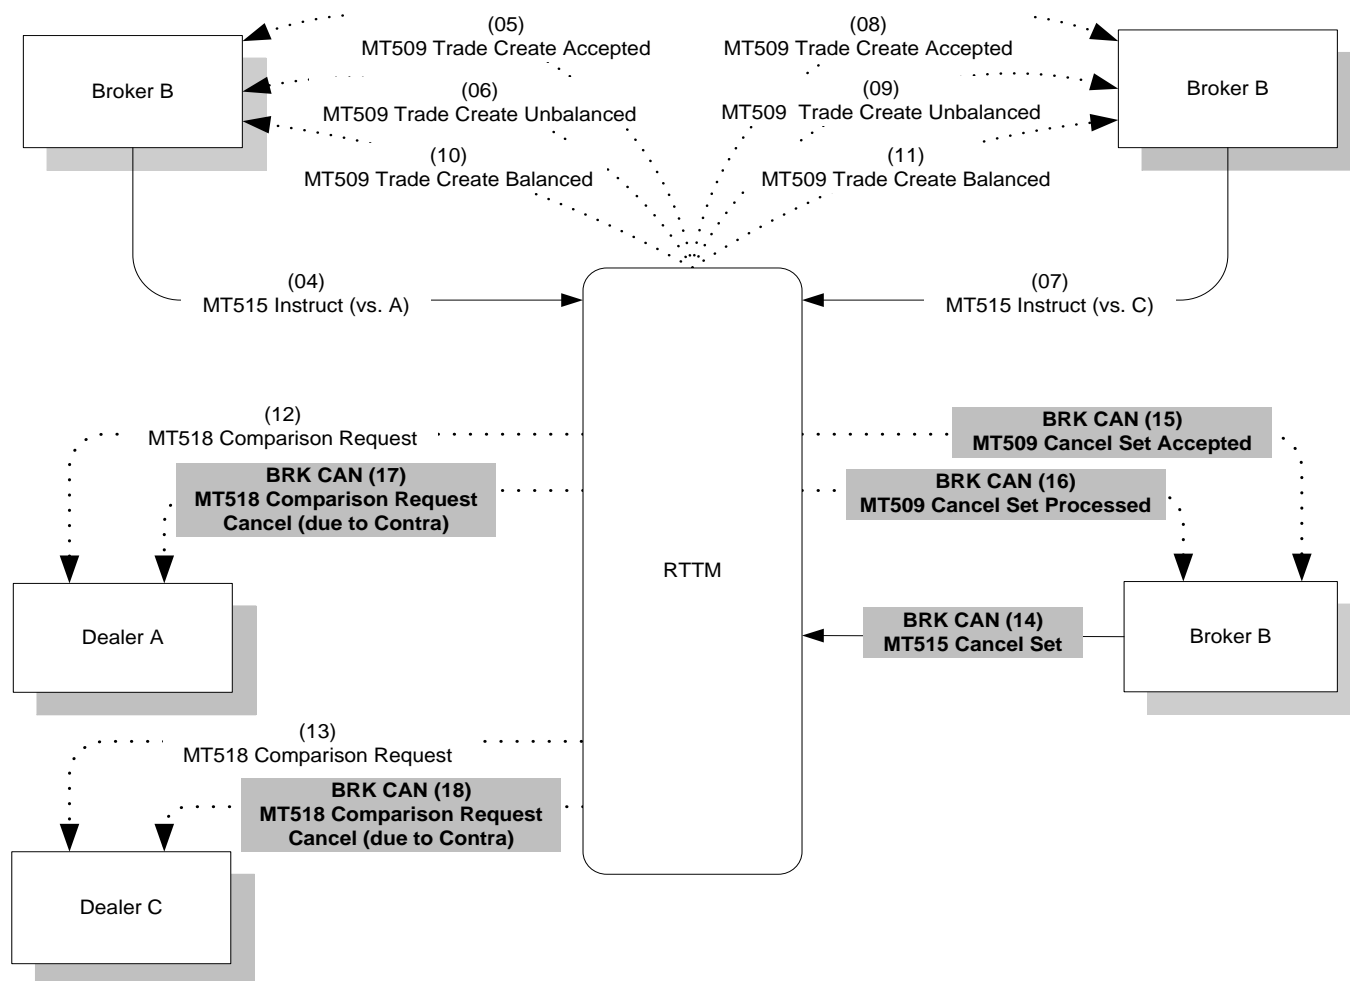 (05)
MT509 Trade Create Accepted
(08)
MT509 Trade Create Accepted
Broker B
(06)
MT509 Trade Create Unbalanced
(09)
MT509 Trade Create Unbalanced
Broker B
(10)
MT509 Trade Create Balanced
(11)
MT509 Trade Create Balanced
(04)
MT515 Instruct (vs. A)
(07)
MT515 Instruct (vs. C)
(12)
MT518 Comparison Request
BRK CAN (15)
MT509 Cancel Set Accepted
BRK CAN (17)
MT518 Comparison Request
Cancel (due to Contra)
BRK CAN (16)
MT509 Cancel Set Processed
RTTM
Dealer A
BRK CAN (14)
MT515 Cancel Set
Broker B
(13)
MT518 Comparison Request
BRK CAN (18)
MT518 Comparison Request
Cancel (due to Contra)
Dealer C